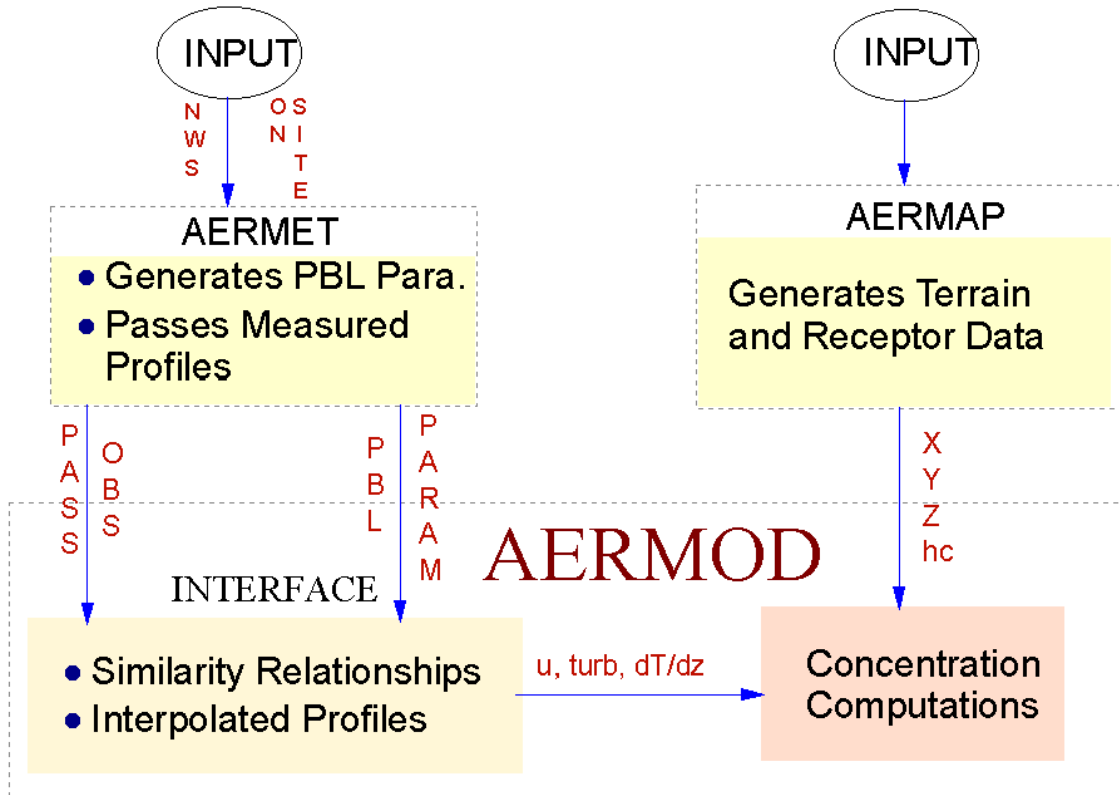 INPUT
INPUT
NWS
ON
SITE
AERMET
AERMAP
• Generates PBL Para.
• Passes Measured
Profiles
Generates Terrain
and Receptor Data
PASS
OBS
PBL
PARAM
X
Y
Z
hc
AERMOD
INTERFACE
• Similarity Relationships
• Interpolated Profiles
u, turb, dT/dz
Concentration
Computations